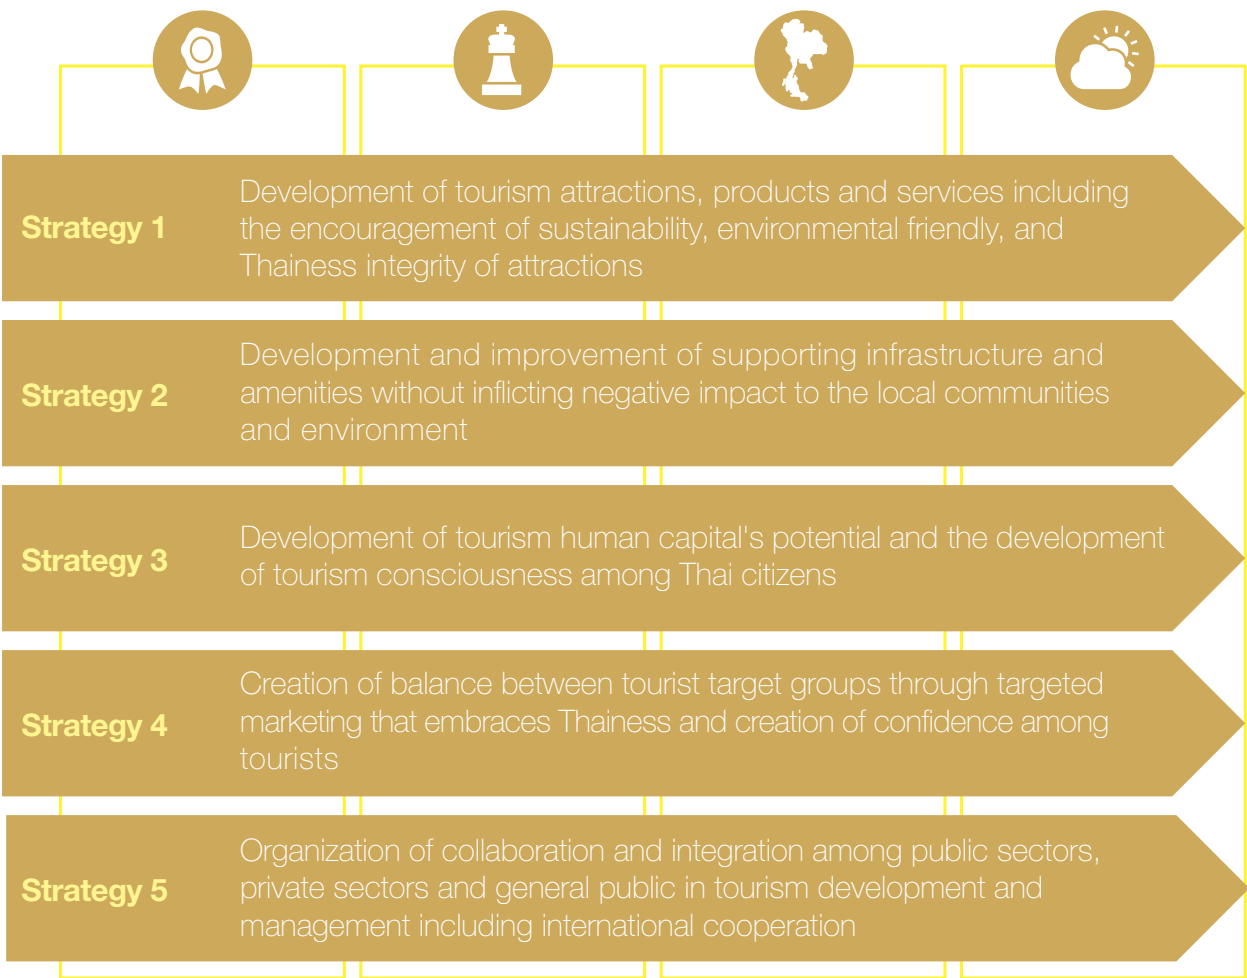 Strategy 1
Development of tourism attractions, products and services including
the encouragement of sustainability, environmental friendly, and
Thainess integrity of attractions
Strategy 2
Development and improvement of supporting infrastructure and
amenities without inflicting negative impact to the local communities
and environment
Strategy 3
Development of tourism human capital's potential and the development
of tourism consciousness among Thai citizens
Strategy 4
Creation of balance between tourist target groups through targeted
marketing that embraces Thainess and creation of confidence among
tourists
Strategy 5
Organization of collaboration and integration among public sectors,
private sectors and general public in tourism development and
management including international cooperation